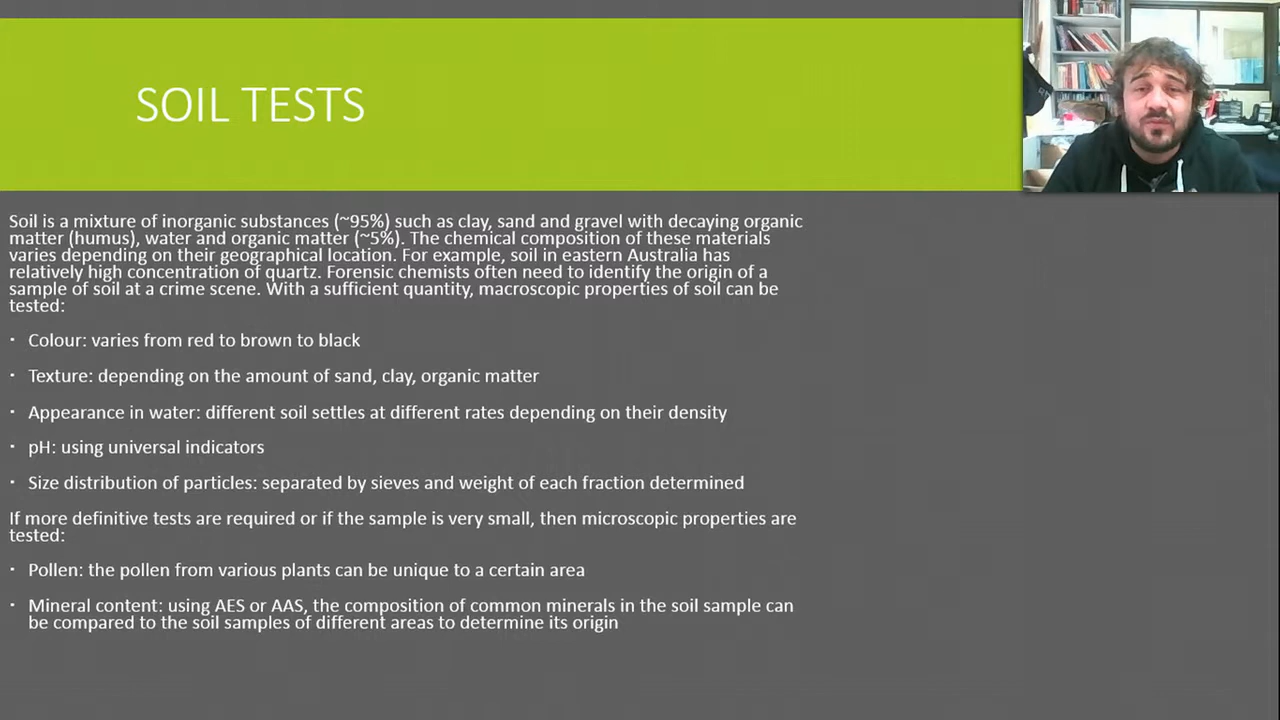 SOIL TESTS
Soil is a mixture of inorganic substances (~95%) such as clay, sand and gravel with decaying organic
matter (humus), water and organic matter (~5%). The chemical composition of these materials
varies depending on their geographical location. For example, soil in eastern Australia has
relatively high concentration of quartz. Forensic chemists often need to identify the origin of a
sample of soil at a crime scene. With a sufficient quantity, macroscopic properties of soil can be
tested:
· Colour: varies from red to brown to black
· Texture: depending on the amount of sand, clay, organic matter
· Appearance in water: different soil settles at different rates depending on their density
· pH: using universal indicators
· Size distribution of particles: separated by sieves and weight of each fraction determined
If more definitive tests are required or if the sample is very small, then microscopic properties are
tested:
· Pollen: the pollen from various plants can be unique to a certain area
· Mineral content: using AES or AAS, the composition of common minerals in the soil sample can
be compared to the soil samples of different areas to determine its origin